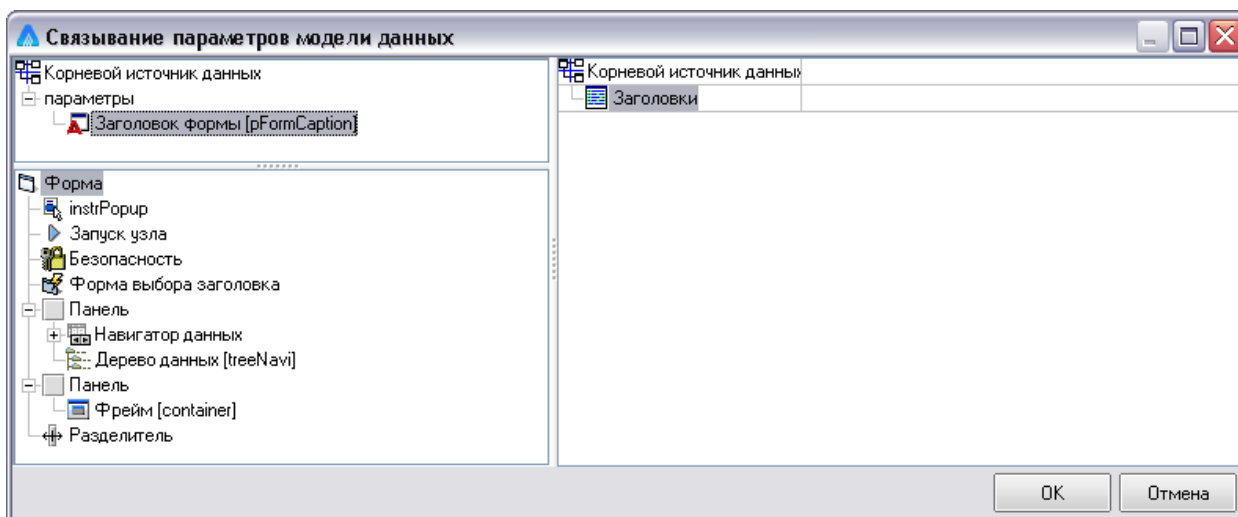 Связывание параметров модели данных
Корневой источник данных
параметры
Заголовок формы [pFormCaption]
Форма
instrPopup
Запуск узла
Безопасность
Форма выбора заголовка
Панель
Навигатор данных
Дерево данных [treeNavi]
Панель
Фрейм [container]
Разделитель
Корневой источник данных
Заголовки
OK
Отмена